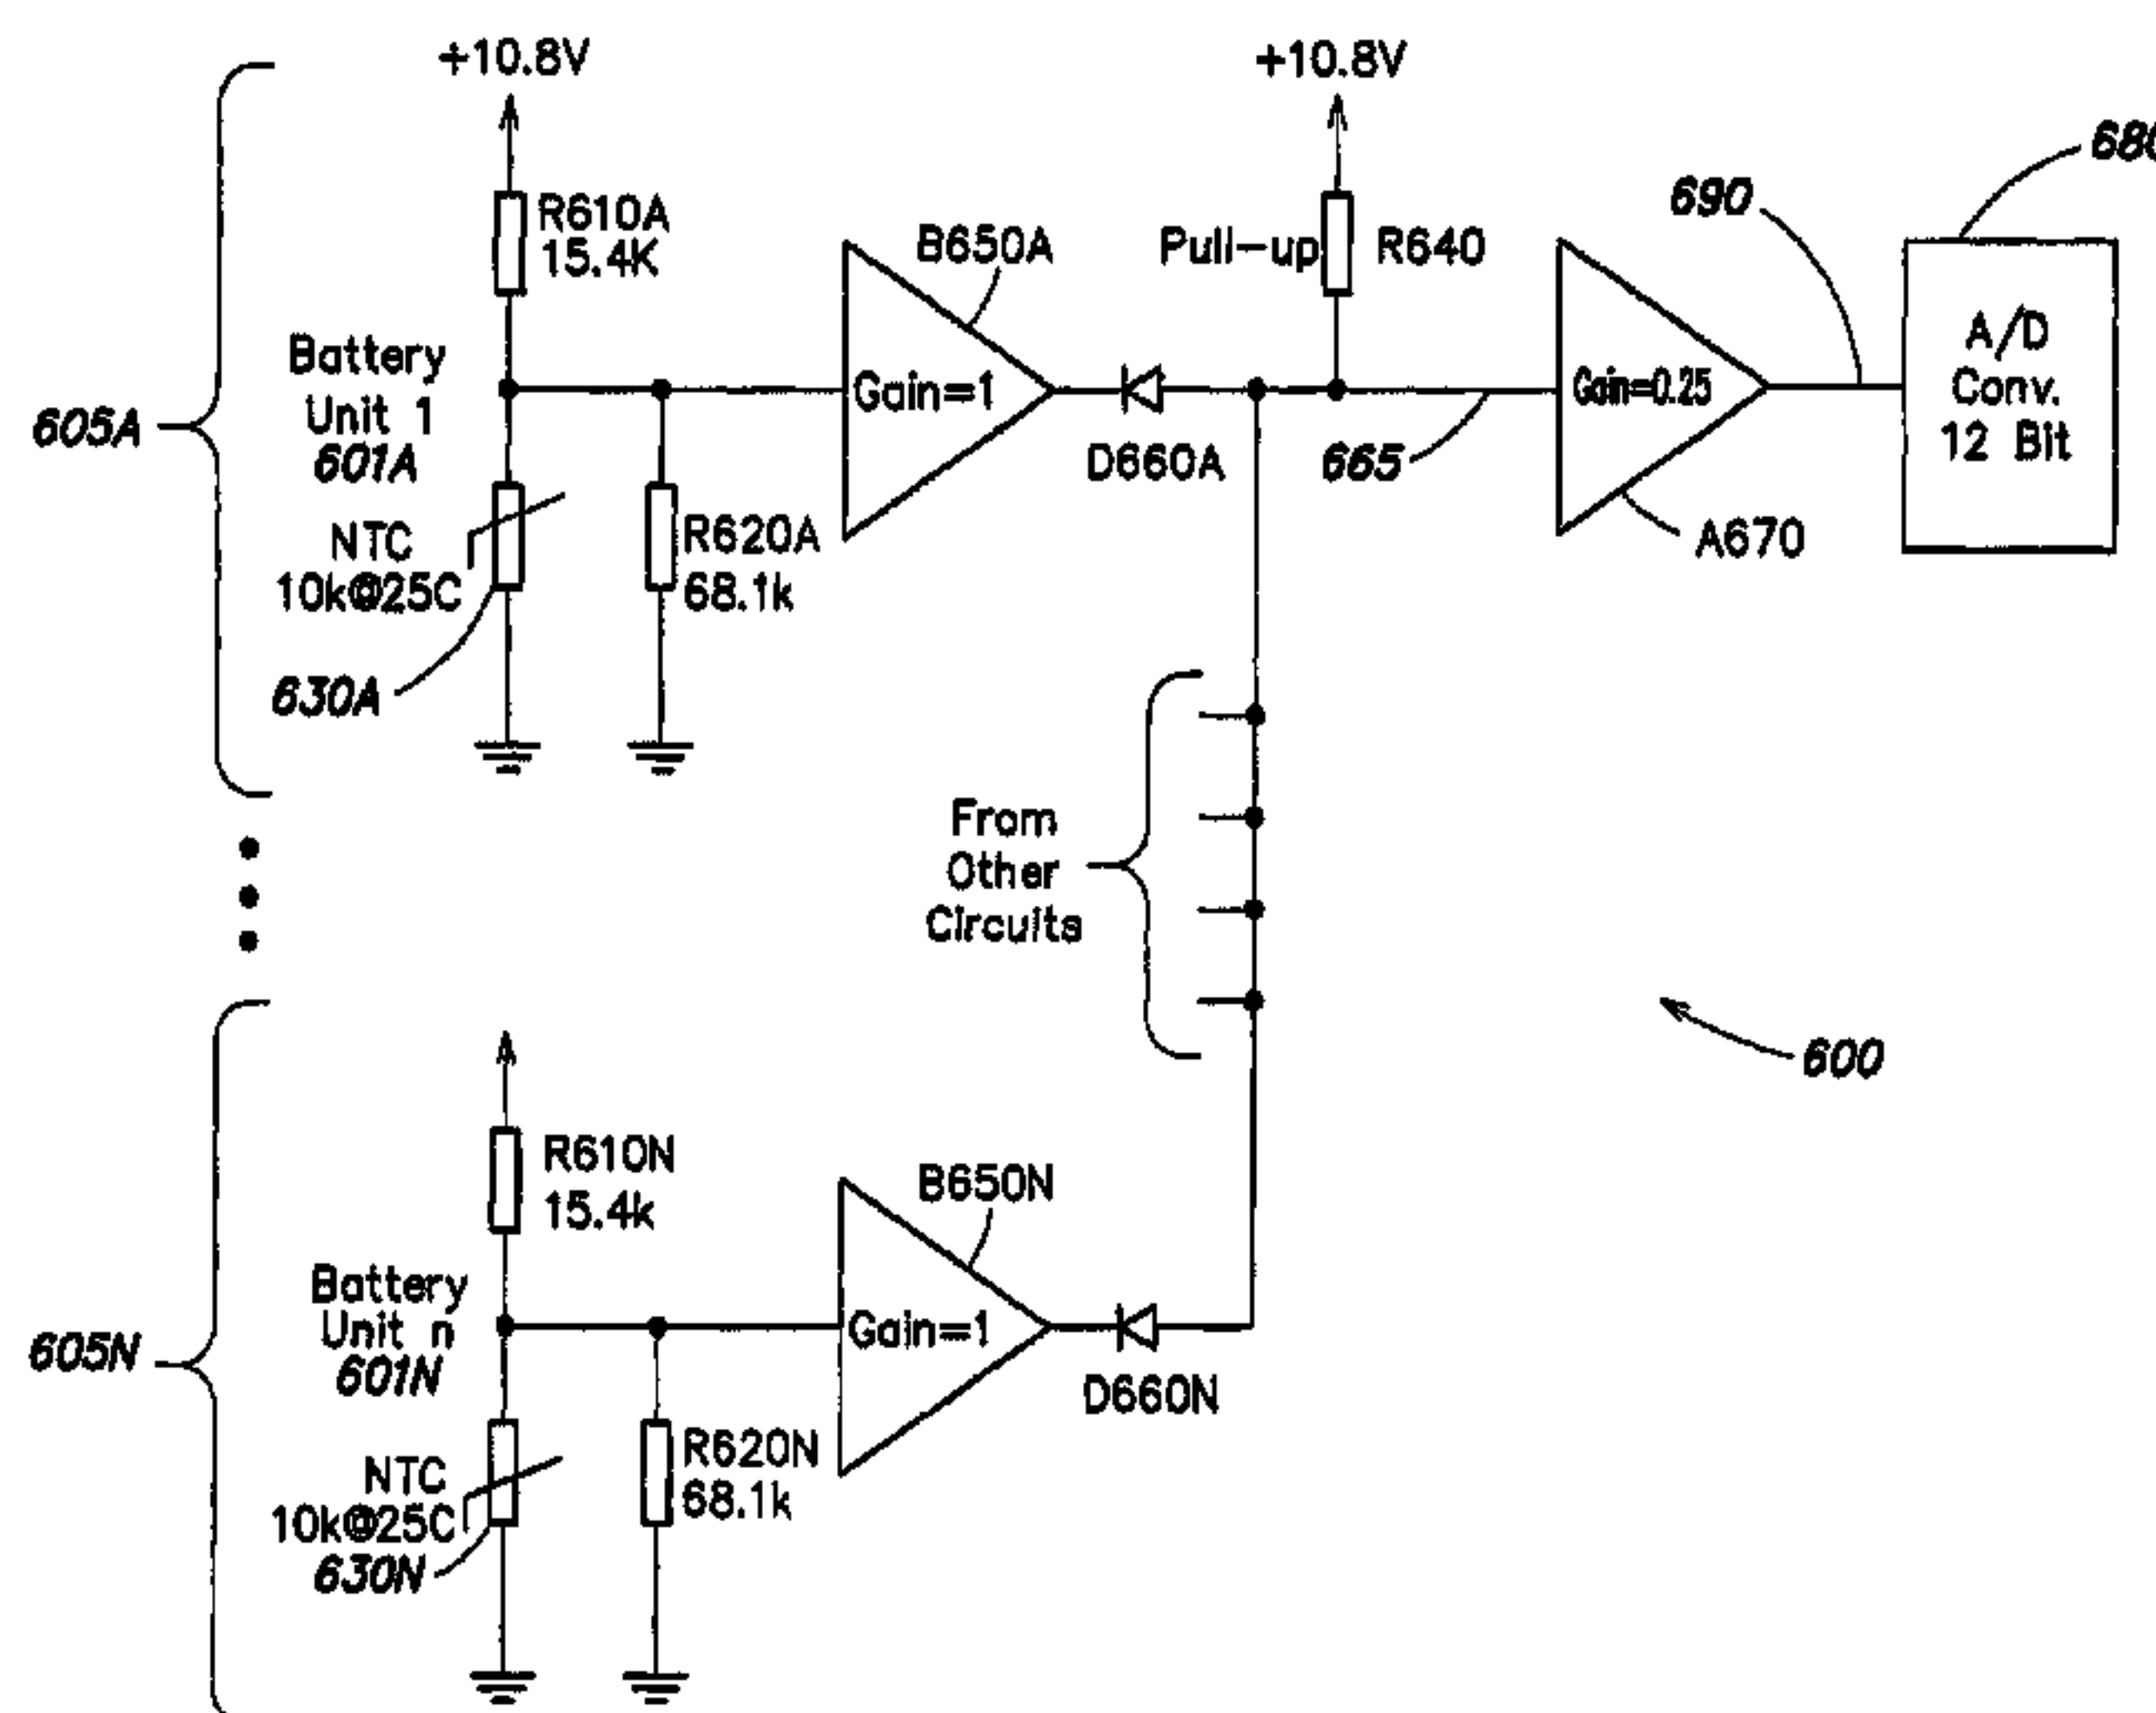 +10.8V
+10.8V
R610A
15.4K
Battery
Unit 1
601A
605A
NTC
10k@25C
630A
R620A
68.1k
B650A
Gain=1
D660A
Pull-up
R640
665
Gain=0.25
A670
690
A/D
Conv.
12 Bit
From
Other
Circuits
600
R610N
15.4k
Battery
Unit n
601N
605N
NTC
10k@25C
630N
R620N
68.1k
B650N
Gain=1
D660N